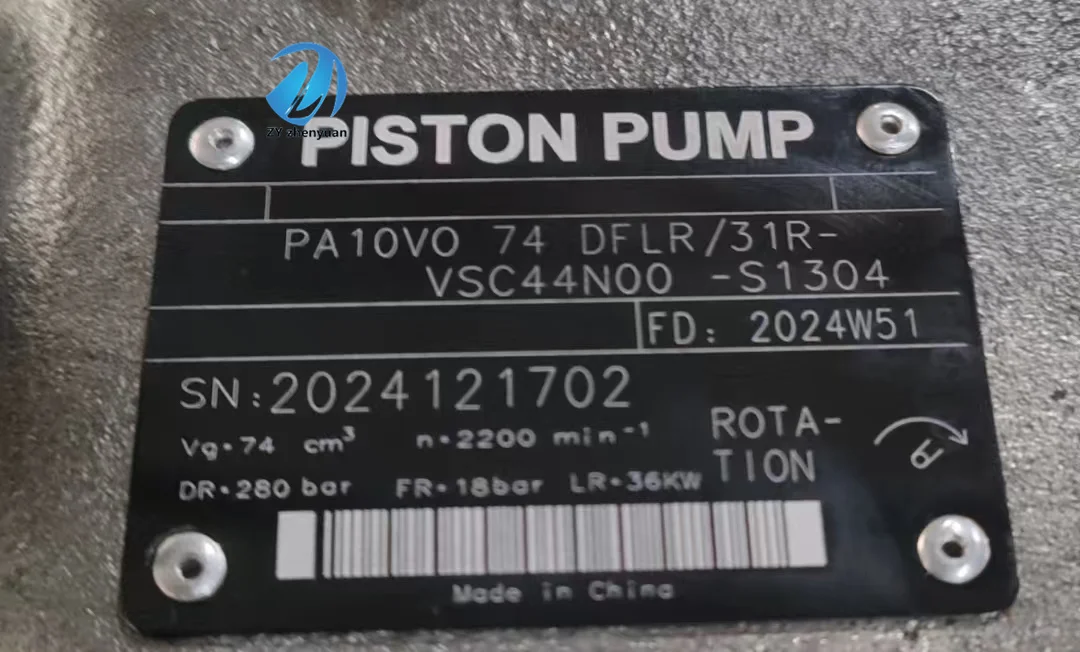 ZY zhenyuan
PISTON PUMP
PA10VO 74 DFLR/31R-
VSC44N00 -S1304
FD: 2024W51
SN:2024121702
Vg·74 cm³ n·2200 min⁻¹
DR·280 bar FR·18bar LR·36KW
ROTA-
TION
Made in China